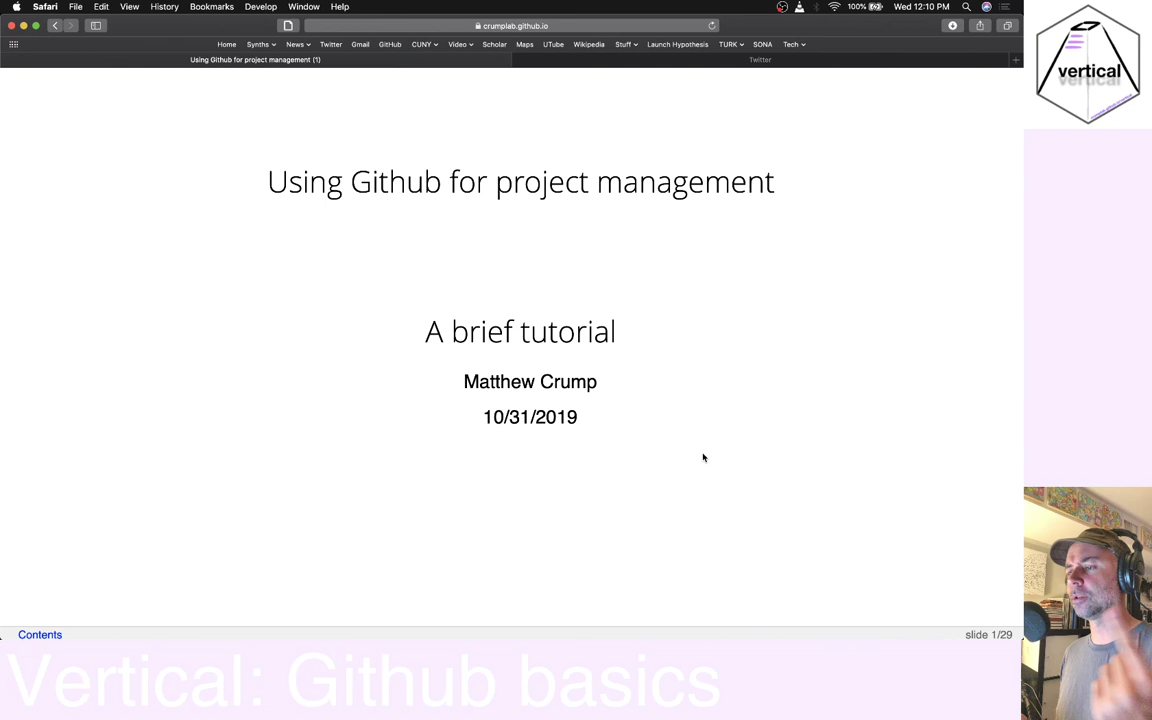 Safari File Edit View History Bookmarks Develop Window Help 100% Wed 12:10 PM
crumplab.github.io
Home Synths News Twitter Gmail GitHub CUNY Video Scholar Maps UTube Wikipedia Stuff Launch Hypothesis TURK SONA Tech
Using Github for project management (1) Twitter
vertical
Using Github for project management
A brief tutorial
Matthew Crump
10/31/2019
Contents slide 1/29
Vertical: Github basics